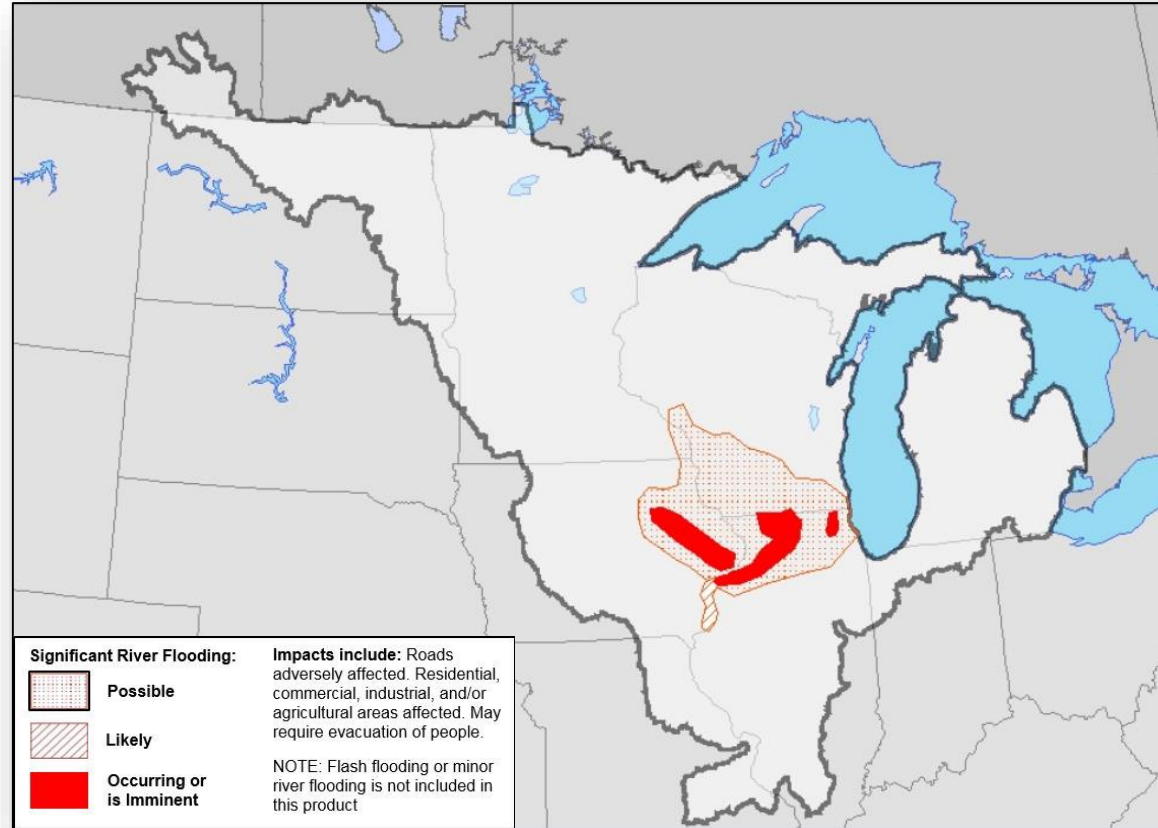 Significant River Flooding:
Possible
Likely
Occurring or
is Imminent
Impacts include: Roads
adversely affected. Residential,
commercial, industrial, and/or
agricultural areas affected. May
require evacuation of people.
NOTE: Flash flooding or minor
river flooding is not included in
this product